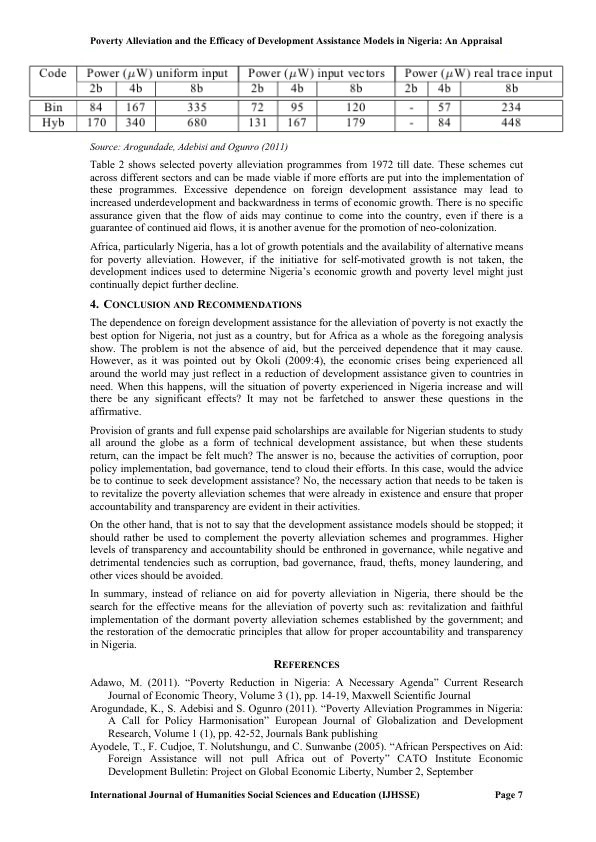 Poverty Alleviation and the Efficacy of Development Assistance Models in Nigeria: An Appraisal
Code Power (μW) uniform input Power (μW) input vectors Power (μW) real trace input
2b 4b 8b 2b 4b 8b 2b 4b 8b
Bin 84 167 335 72 95 120 - 57 234
Hyb 170 340 680 131 167 179 - 84 448
Source: Arogundade, Adebisi and Ogunro (2011)
Table 2 shows selected poverty alleviation programmes from 1972 till date. These schemes cut
across different sectors and can be made viable if more efforts are put into the implementation of
these programmes. Excessive dependence on foreign development assistance may lead to
increased underdevelopment and backwardness in terms of economic growth. There is no specific
assurance given that the flow of aids may continue to come into the country, even if there is a
guarantee of continued aid flows, it is another avenue for the promotion of neo-colonization.
Africa, particularly Nigeria, has a lot of growth potentials and the availability of alternative means
for poverty alleviation. However, if the initiative for self-motivated growth is not taken, the
development indices used to determine Nigeria's economic growth and poverty level might just
continually depict further decline.
4. CONCLUSION AND RECOMMENDATIONS
The dependence on foreign development assistance for the alleviation of poverty is not exactly the
best option for Nigeria, not just as a country, but for Africa as a whole as the foregoing analysis
show. The problem is not the absence of aid, but the perceived dependence that it may cause.
However, as it was pointed out by Okoli (2009:4), the economic crises being experienced all
around the world may just reflect in a reduction of development assistance given to countries in
need. When this happens, will the situation of poverty experienced in Nigeria increase and will
there be any significant effects? It may not be farfetched to answer these questions in the
affirmative.
Provision of grants and full expense paid scholarships are available for Nigerian students to study
all around the globe as a form of technical development assistance, but when these students
return, can the impact be felt much? The answer is no, because the activities of corruption, poor
policy implementation, bad governance, tend to cloud their efforts. In this case, would the advice
be to continue to seek development assistance? No, the necessary action that needs to be taken is
to revitalize the poverty alleviation schemes that were already in existence and ensure that proper
accountability and transparency are evident in their activities.
On the other hand, that is not to say that the development assistance models should be stopped; it
should rather be used to complement the poverty alleviation schemes and programmes. Higher
levels of transparency and accountability should be enthroned in governance, while negative and
detrimental tendencies such as corruption, bad governance, fraud, thefts, money laundering, and
other vices should be avoided.
In summary, instead of reliance on aid for poverty alleviation in Nigeria, there should be the
search for the effective means for the alleviation of poverty such as: revitalization and faithful
implementation of the dormant poverty alleviation schemes established by the government; and
the restoration of the democratic principles that allow for proper accountability and transparency
in Nigeria.
REFERENCES
Adawo, M. (2011). “Poverty Reduction in Nigeria: A Necessary Agenda” Current Research
Journal of Economic Theory, Volume 3 (1), pp. 14-19, Maxwell Scientific Journal
Arogundade, K., S. Adebisi and S. Ogunro (2011). “Poverty Alleviation Programmes in Nigeria:
A Call for Policy Harmonisation” European Journal of Globalization and Development
Research, Volume 1 (1), pp. 42-52, Journals Bank publishing
Ayodele, T., F. Cudjoe, T. Nolutshungu, and C. Sunwanbe (2005). “African Perspectives on Aid:
Foreign Assistance will not pull Africa out of Poverty” CATO Institute Economic
Development Bulletin: Project on Global Economic Liberty, Number 2, September
International Journal of Humanities Social Sciences and Education (IJHSSE) Page 7